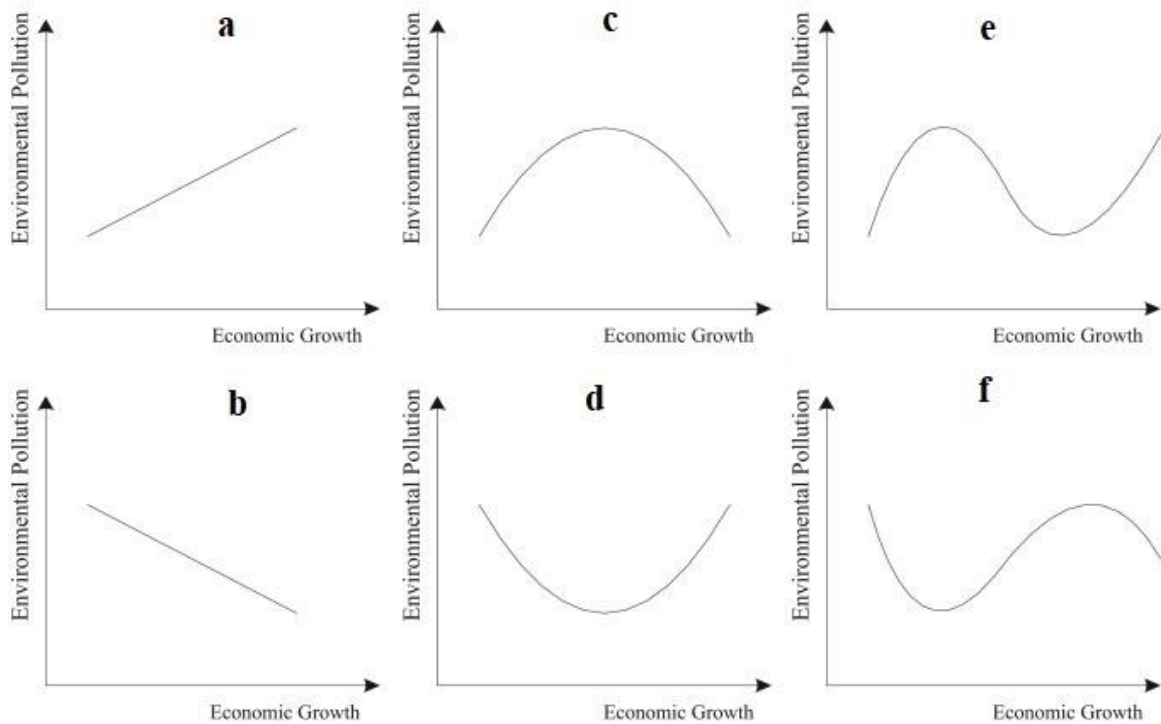 a
Environmental Pollution
Economic Growth
c
Environmental Pollution
Economic Growth
e
Environmental Pollution
Economic Growth
b
Environmental Pollution
Economic Growth
d
Environmental Pollution
Economic Growth
f
Environmental Pollution
Economic Growth